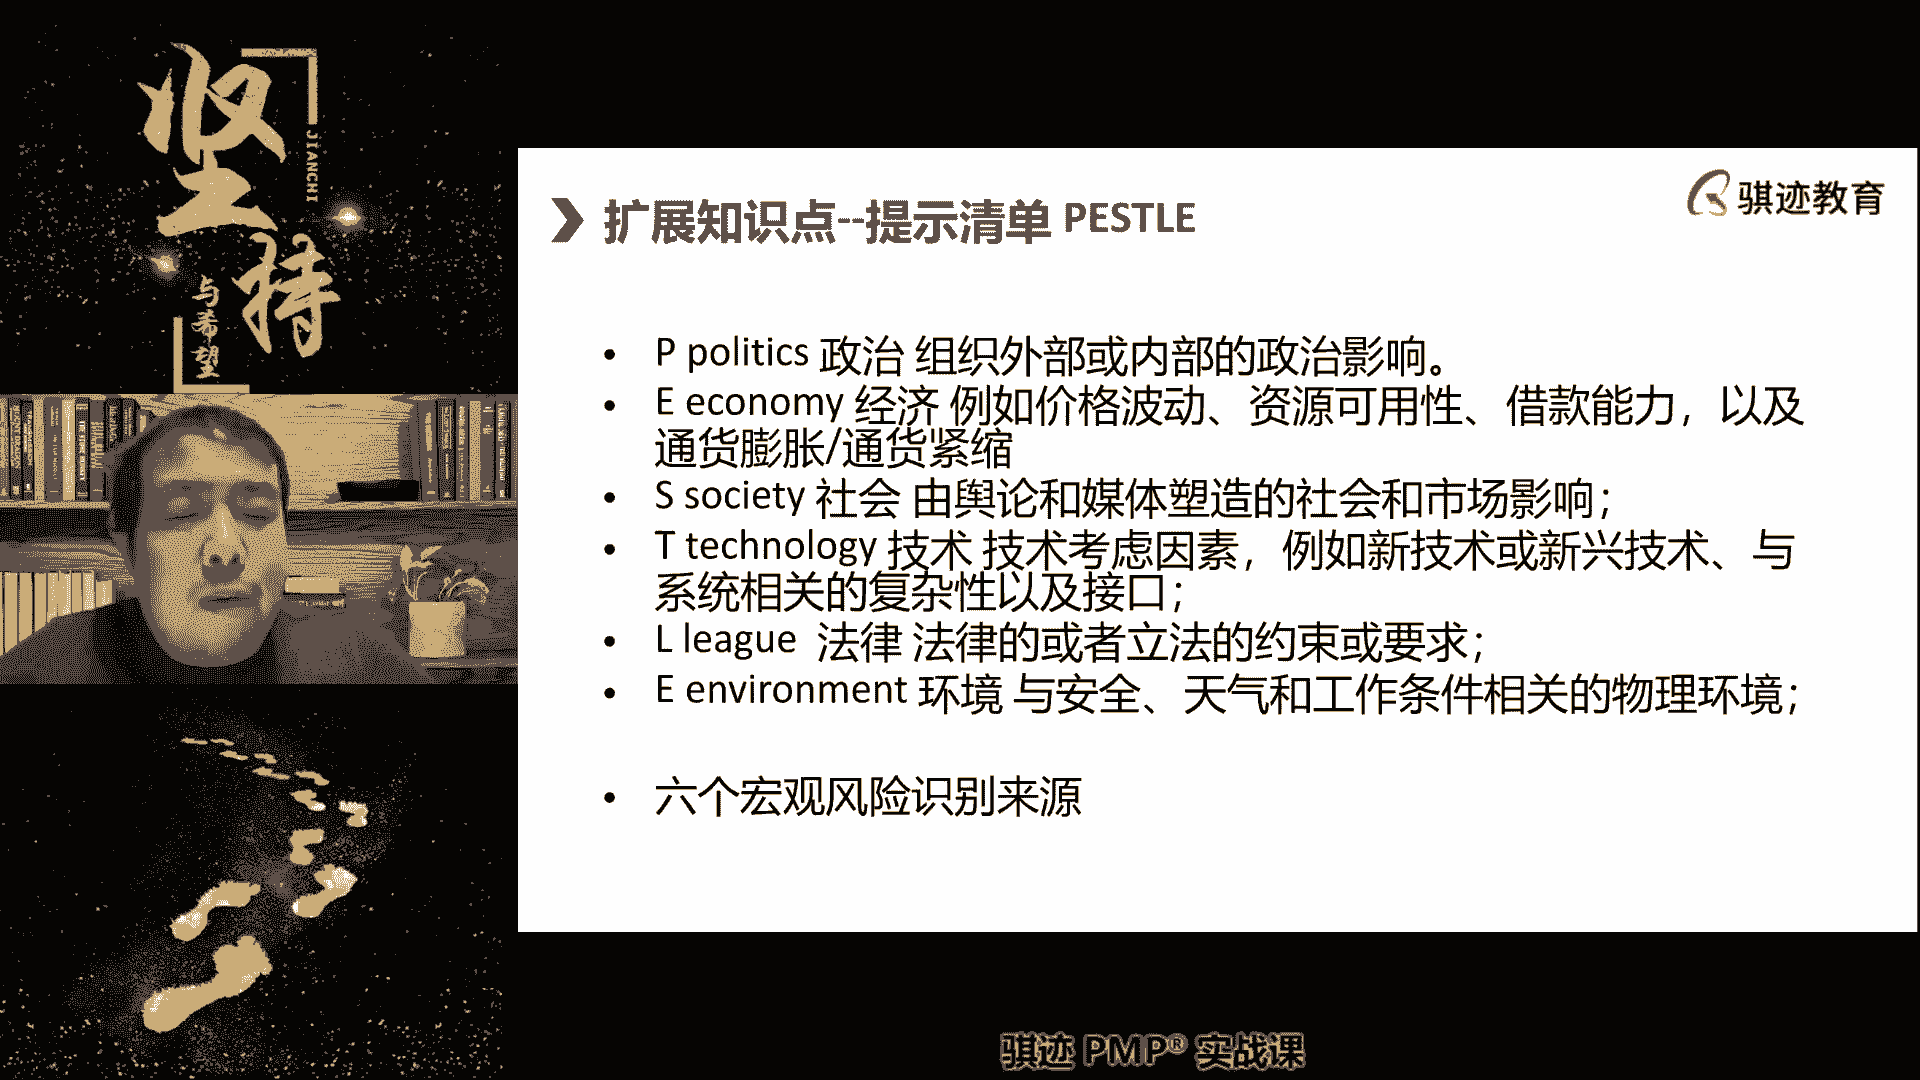 坚持
JIANCHI
与希望
骐迹教育
扩展知识点--提示清单 PESTLE
• P politics 政治 组织外部或内部的政治影响。
• E economy 经济 例如价格波动、资源可用性、借款能力，以及
通货膨胀/通货紧缩
• S society 社会 由舆论和媒体塑造的社会和市场影响；
• T technology 技术 技术考虑因素，例如新技术或新兴技术、与
系统相关的复杂性以及接口；
• L league 法律 法律的或者立法的约束或要求；
• E environment 环境 与安全、天气和工作条件相关的物理环境；
• 六个宏观风险识别来源
骐迹 PMP® 实战课